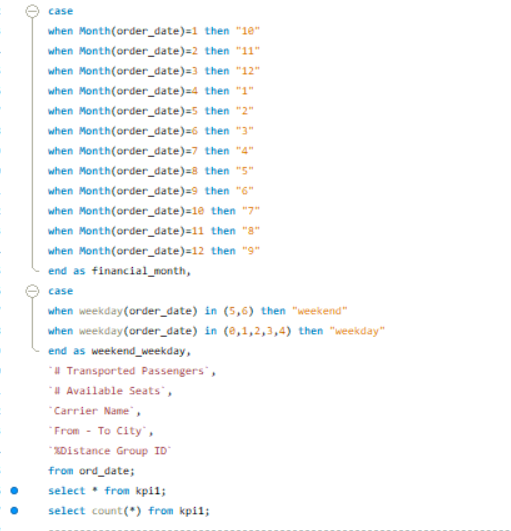 case
when Month(order_date)=1 then "10"
when Month(order_date)=2 then "11"
when Month(order_date)=3 then "12"
when Month(order_date)=4 then "1"
when Month(order_date)=5 then "2"
when Month(order_date)=6 then "3"
when Month(order_date)=7 then "4"
when Month(order_date)=8 then "5"
when Month(order_date)=9 then "6"
when Month(order_date)=10 then "7"
when Month(order_date)=11 then "8"
when Month(order_date)=12 then "9"
end as financial_month,
case
when weekday(order_date) in (5,6) then "weekend"
when weekday(order_date) in (0,1,2,3,4) then "weekday"
end as weekend_weekday,
`# Transported Passengers`,
`# Available Seats`,
`Carrier Name`,
`From - To City`,
`%Distance Group ID`
from ord_date;
select * from kpi1;
select count(*) from kpi1;